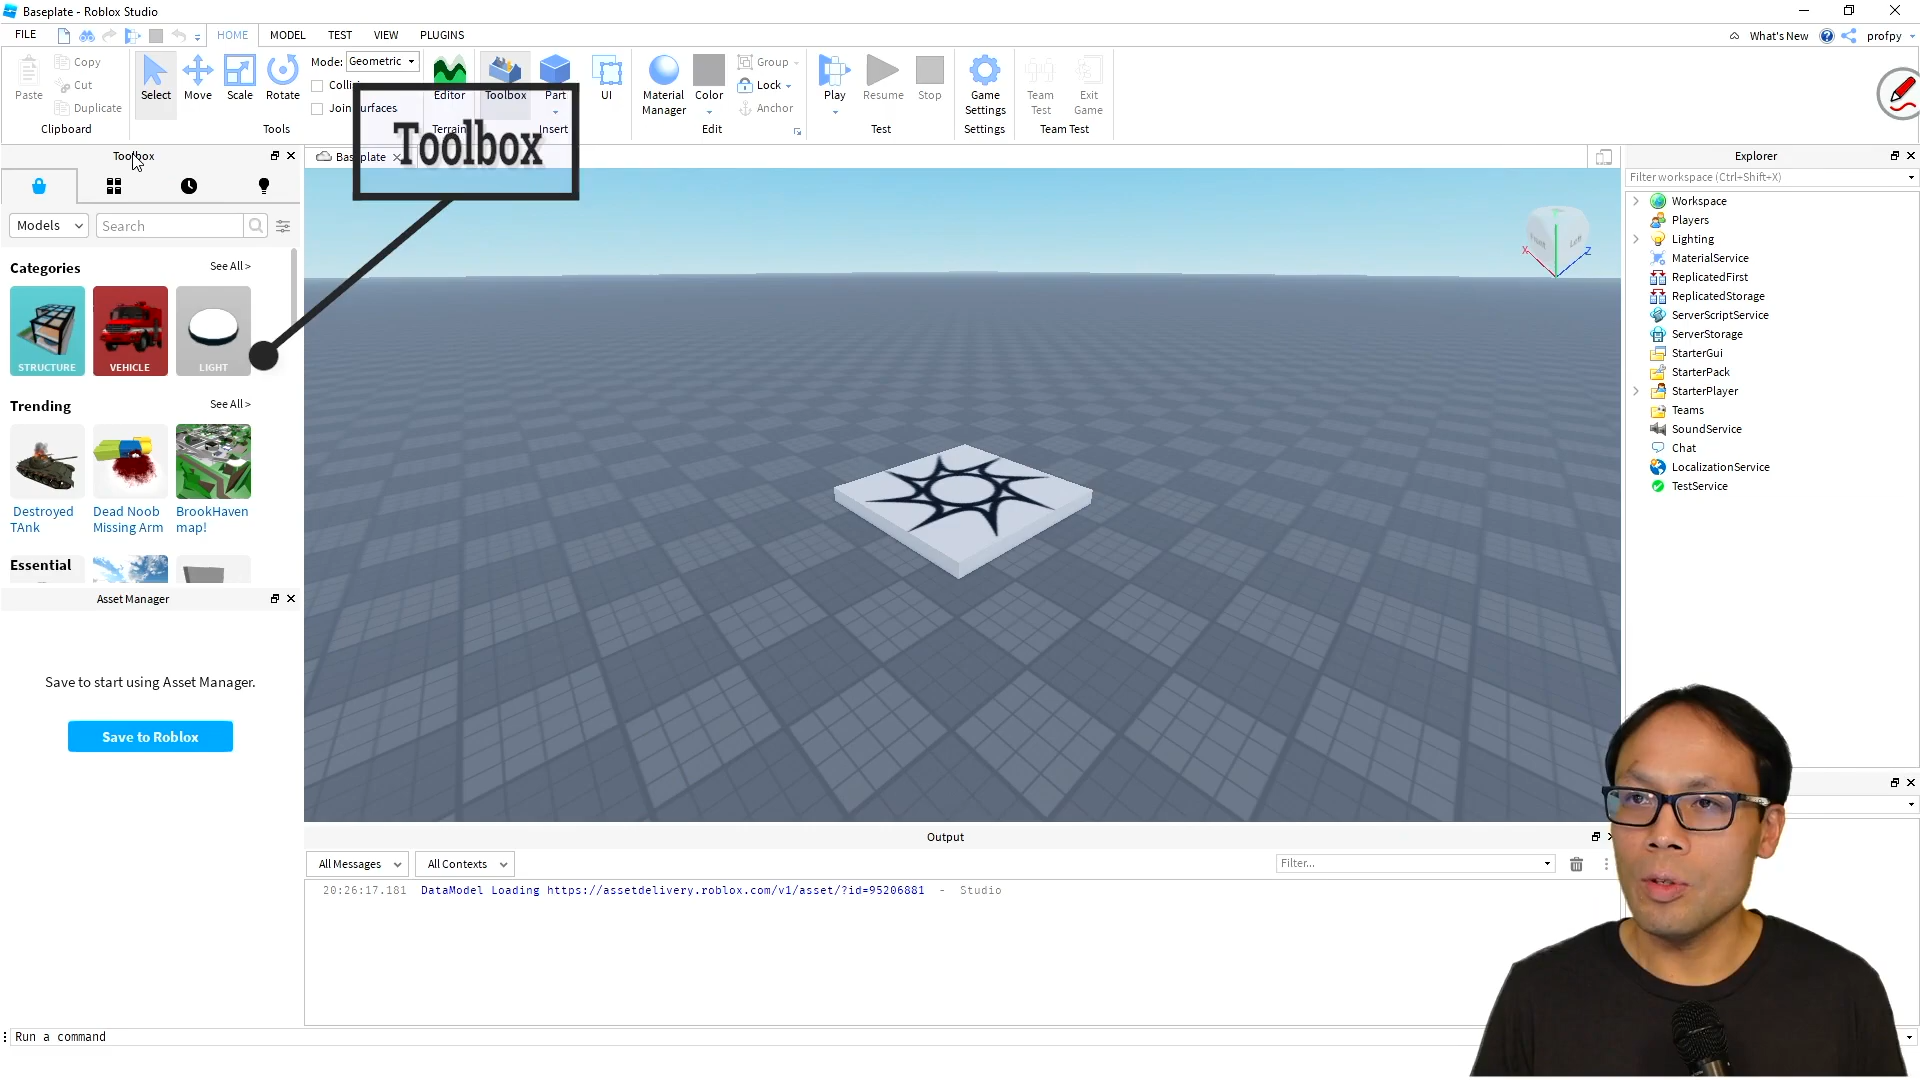 Baseplate - Roblox Studio
FILE
HOME
MODEL
TEST
VIEW
PLUGINS
What's New
profpy
Paste
Copy
Cut
Duplicate
Clipboard
Select
Move
Scale
Rotate
Mode: Geometric
Tools
Editor
Terrain
Toolbox
Part
Insert
UI
Material
Manager
Color
Group
Lock
Anchor
Edit
Play
Resume
Stop
Test
Game
Settings
Settings
Team
Test
Exit
Game
Team Test
Toolbox
Toolbox
Models
Search
Categories
See All >
STRUCTURE
VEHICLE
LIGHT
Trending
See All >
Destroyed
TAnk
Dead Noob
Missing Arm
BrookHaven
map!
Essential
Asset Manager
Save to start using Asset Manager.
Save to Roblox
X
Z
Explorer
Filter workspace (Ctrl+Shift+X)
Workspace
Players
Lighting
MaterialService
ReplicatedFirst
ReplicatedStorage
ServerScriptService
ServerStorage
StarterGui
StarterPack
StarterPlayer
Teams
SoundService
Chat
LocalizationService
TestService
Output
All Messages
All Contexts
Filter...
20:26:17.181 DataModel Loading https://assetdelivery.roblox.com/v1/asset/?id=95206881 - Studio
Run a command